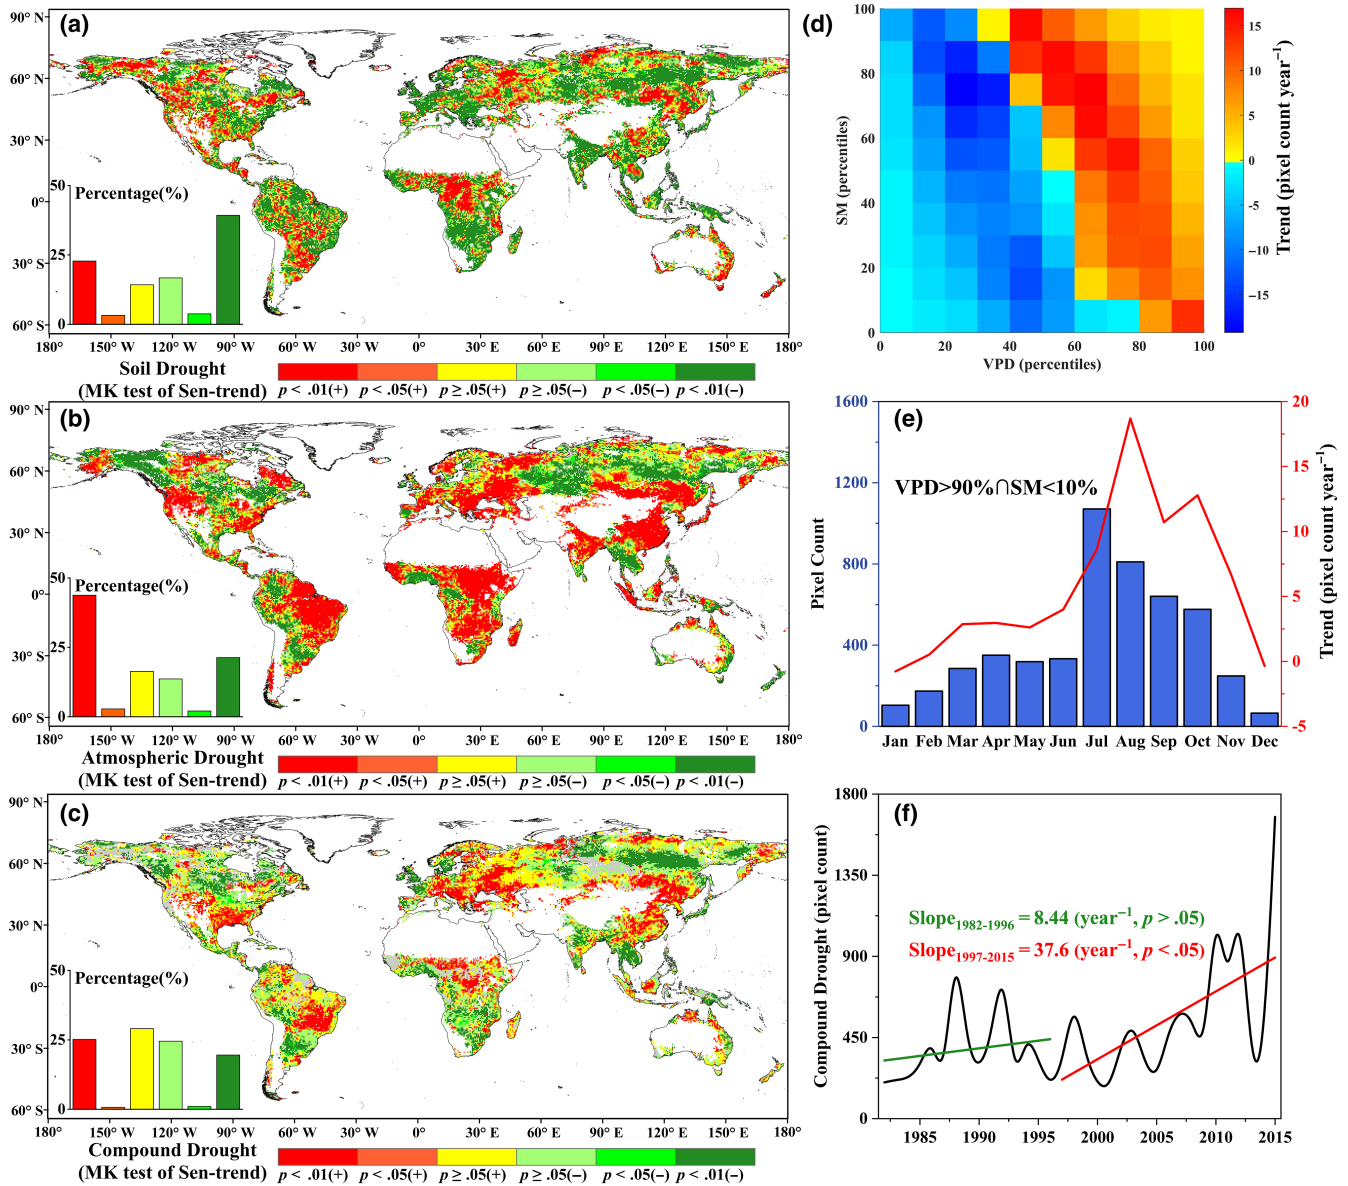 (a)
90° N
60° N
30° N
0°
30° S
60° S
Percentage(%)
50
25
0
180° 150° W 120° W 90° W 60° W 30° W 0° 30° E 60° E 90° E 120° E 150° E 180°
Soil Drought
(MK test of Sen-trend)
p < .01(+) p < .05(+) p ≥ .05(+) p ≥ .05(−) p < .05(−) p < .01(−)
(b)
90° N
60° N
30° N
0°
30° S
60° S
Percentage(%)
50
25
0
180° 150° W 120° W 90° W 60° W 30° W 0° 30° E 60° E 90° E 120° E 150° E 180°
Atmospheric Drought
(MK test of Sen-trend)
p < .01(+) p < .05(+) p ≥ .05(+) p ≥ .05(−) p < .05(−) p < .01(−)
(c)
90° N
60° N
30° N
0°
30° S
60° S
Percentage(%)
50
25
0
180° 150° W 120° W 90° W 60° W 30° W 0° 30° E 60° E 90° E 120° E 150° E 180°
Compound Drought
(MK test of Sen-trend)
p < .01(+) p < .05(+) p ≥ .05(+) p ≥ .05(−) p < .05(−) p < .01(−)
(d)
100
80
60
40
20
0
SM (percentiles)
0 20 40 60 80 100
VPD (percentiles)
15
10
5
0
−5
−10
−15
Trend (pixel count year⁻¹)
(e)
VPD>90%∩SM<10%
1600
1200
800
400
0
Pixel Count
20
15
10
5
0
-5
Trend (pixel count year⁻¹)
Jan Feb Mar Apr May Jun Jul Aug Sep Oct Nov Dec
(f)
Slope1982-1996 = 8.44 (year⁻¹, p > .05)
Slope1997-2015 = 37.6 (year⁻¹, p < .05)
1800
1350
900
450
0
Compound Drought (pixel count)
1985 1990 1995 2000 2005 2010 2015